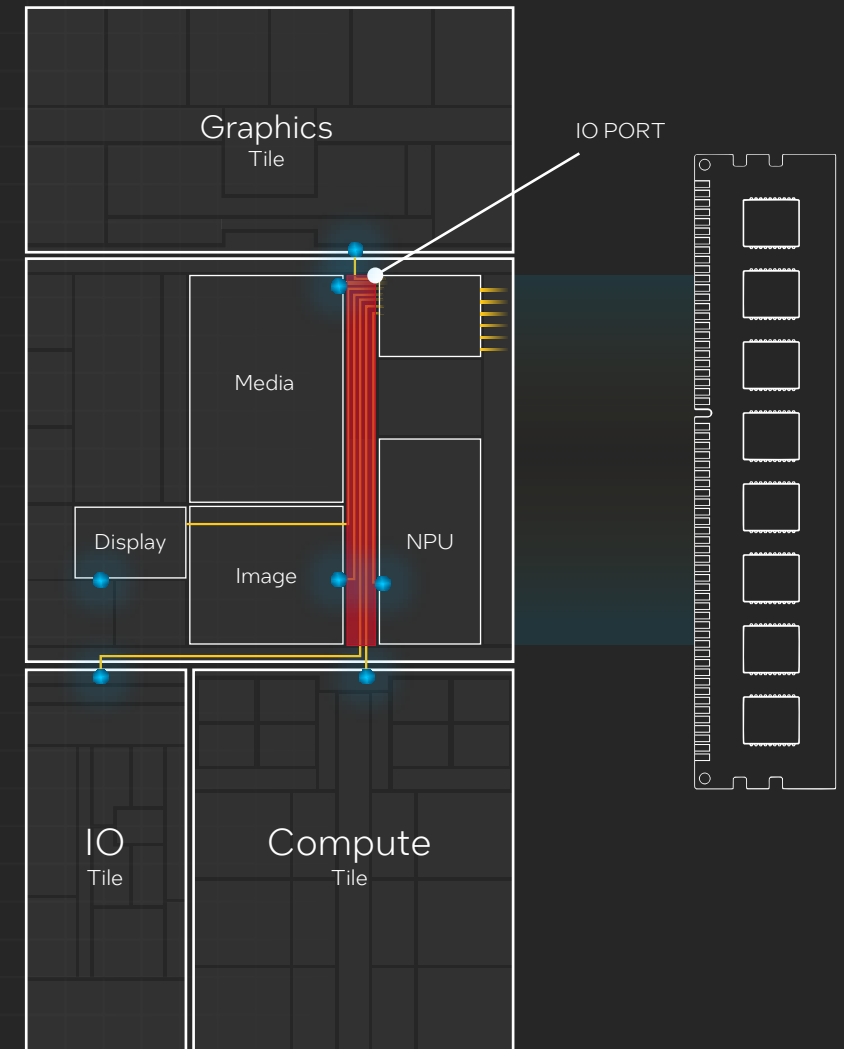 Graphics
Tile
IO PORT
Media
Display
Image
NPU
IO
Tile
Compute
Tile